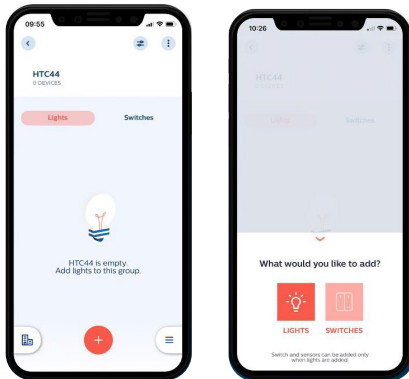 09:55
HTC44
0 DEVICES
Lights
Switches
HTC44 is empty.
Add lights to this group.
10:26
HTC44
0 DEVICES
Lights
Switches
What would you like to add?
LIGHTS
SWITCHES
Switch and sensors can be added only
when lights are added